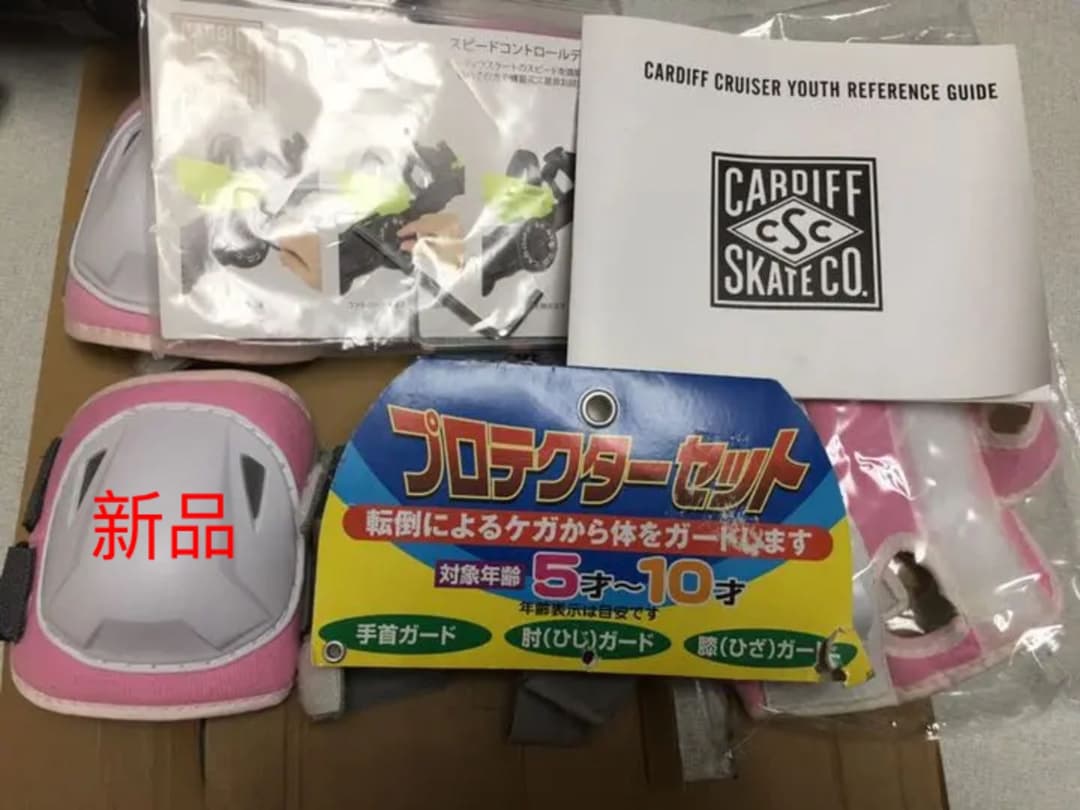 スピードコントロールデ
CARDIFF CRUISER YOUTH REFERENCE GUIDE
CARDIFF
CSC
SKATE CO.
プロテクターセット
転倒によるケガから体をガードします
対象年齢 5才〜10才
年齢表示は目安です
手首ガード 肘(ひじ)ガード 膝(ひざ)ガード
新品